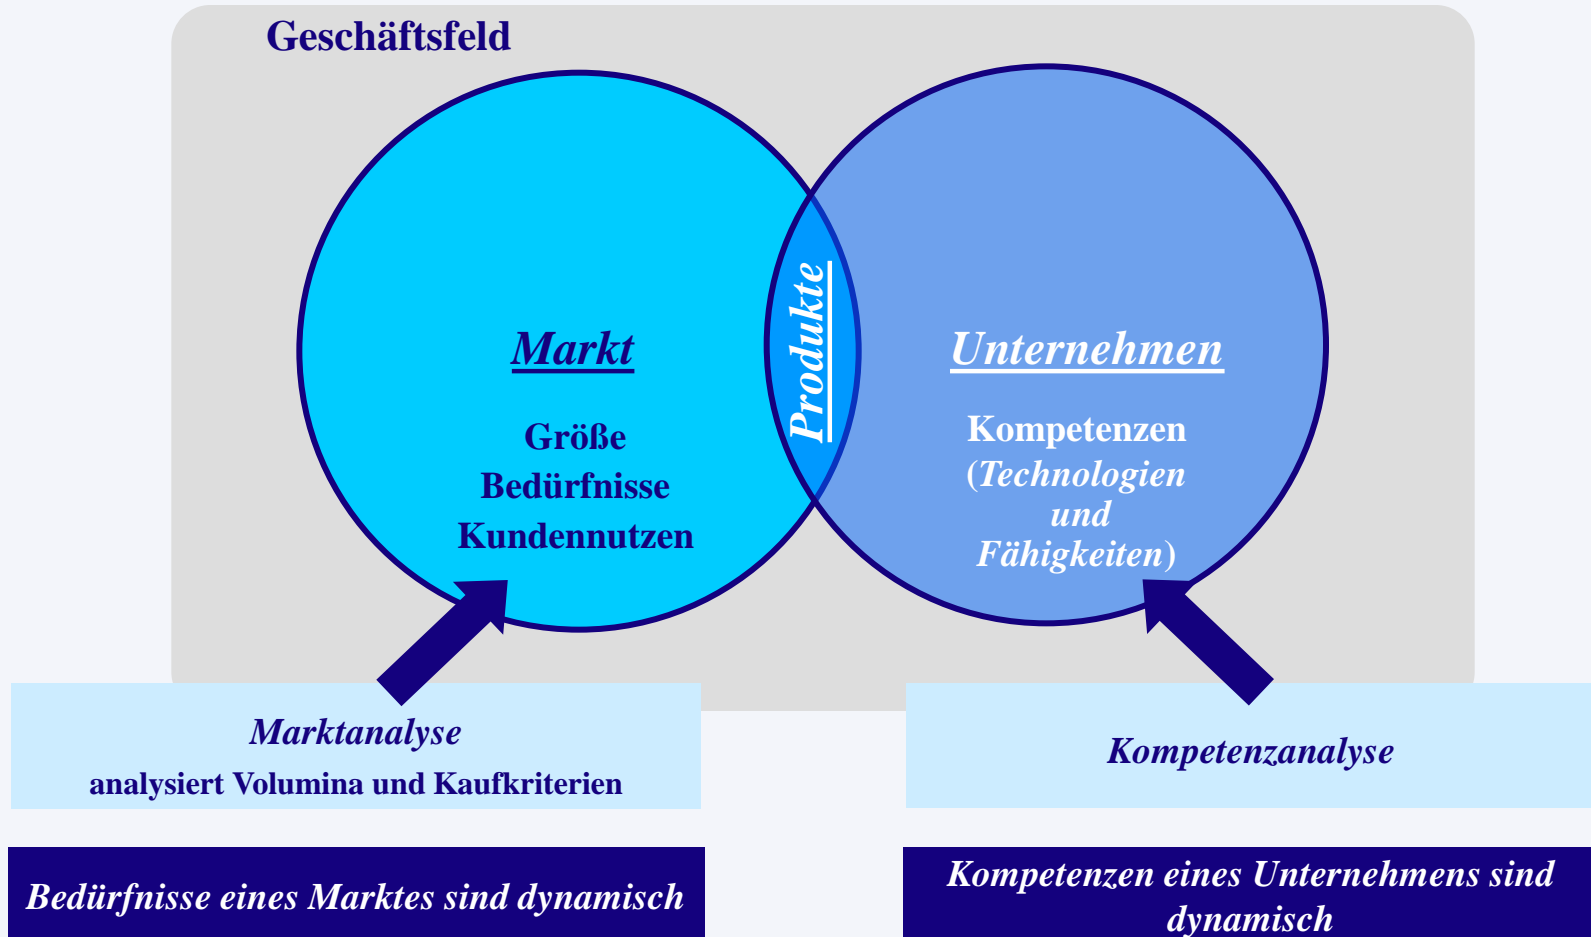 Geschäftsfeld
Markt
Größe
Bedürfnisse
Kundennutzen
Produkte
Unternehmen
Kompetenzen
(Technologien
und
Fähigkeiten)
Marktanalyse
analysiert Volumina und Kaufkriterien
Kompetenzanalyse
Bedürfnisse eines Marktes sind dynamisch
Kompetenzen eines Unternehmens sind
dynamisch